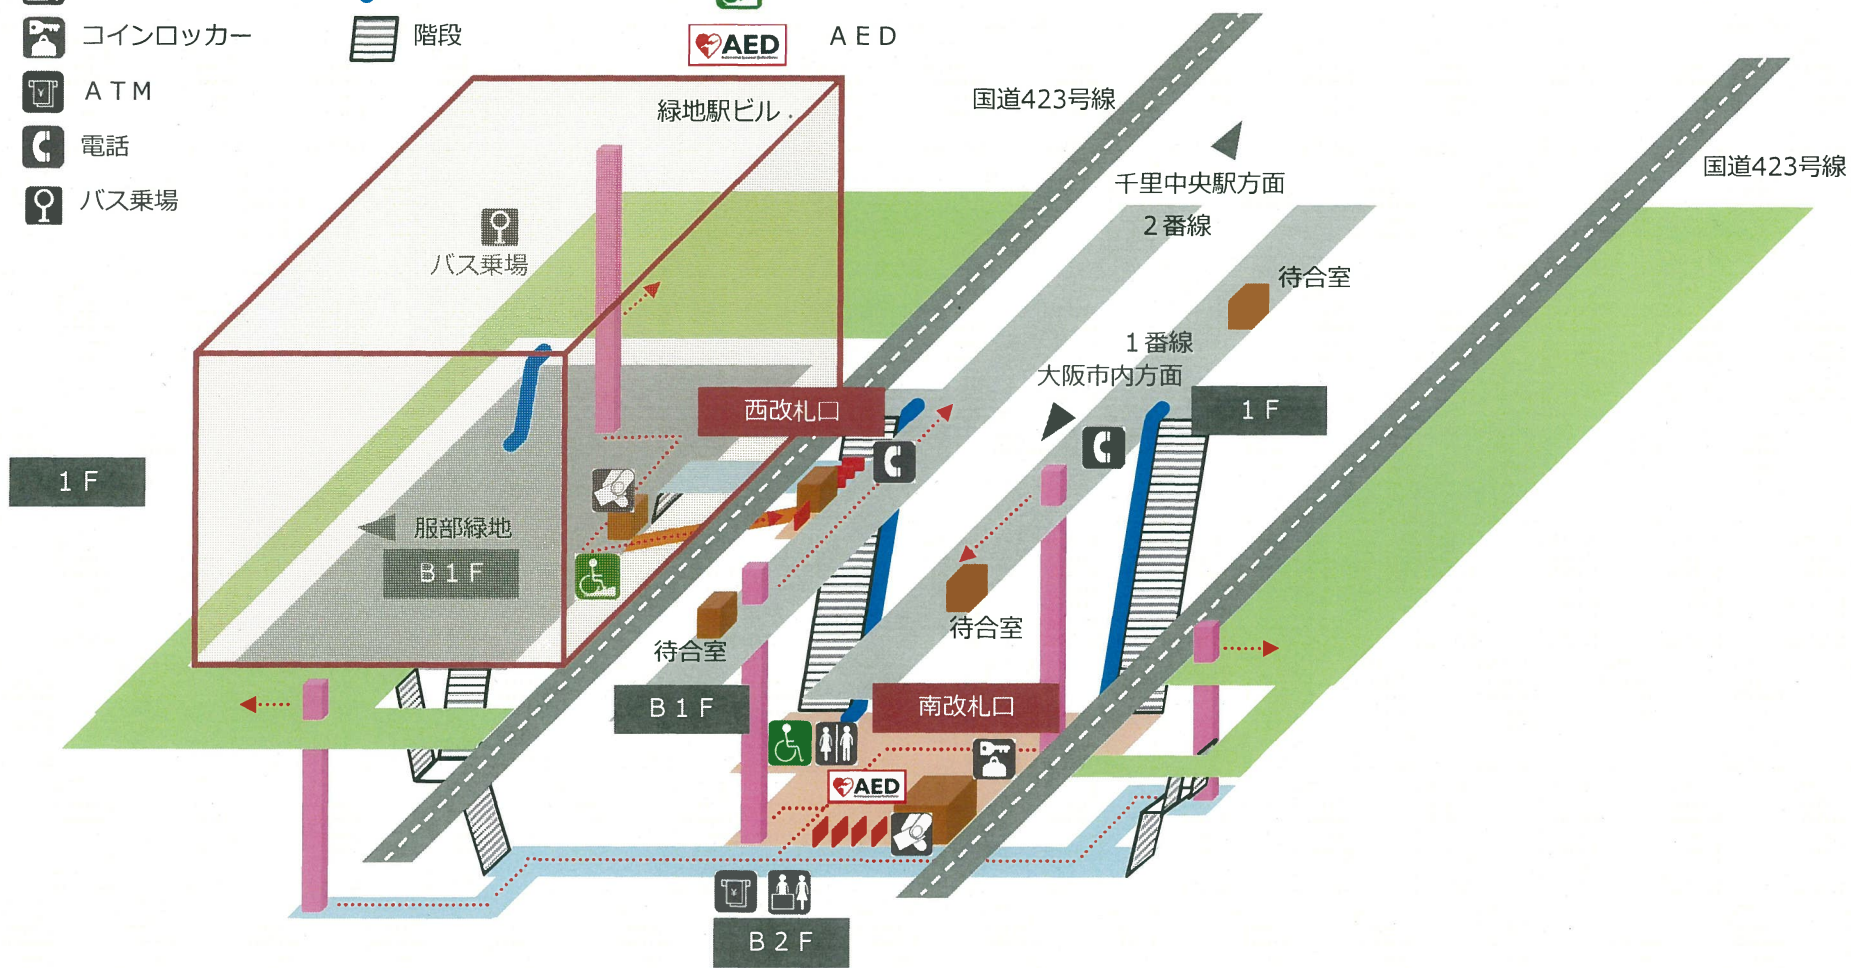 コインロッカー
階段
AED
AED
ATM
電話
バス乗場
緑地駅ビル
国道423号線
国道423号線
千里中央駅方面
2番線
バス乗場
待合室
1番線
大阪市内方面
西改札口
1F
1F
服部緑地
B1F
待合室
待合室
B1F
南改札口
AED
B2F